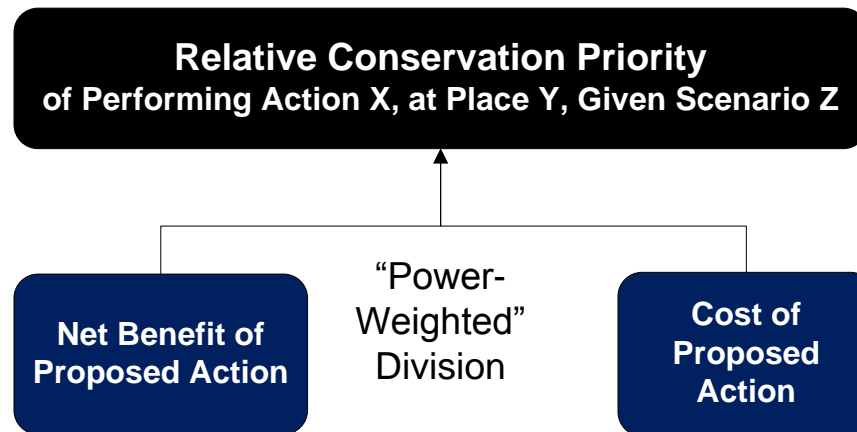 Relative Conservation Priority
of Performing Action X, at Place Y, Given Scenario Z
“Power-
Weighted”
Division
Net Benefit of
Proposed Action
Cost of
Proposed
Action